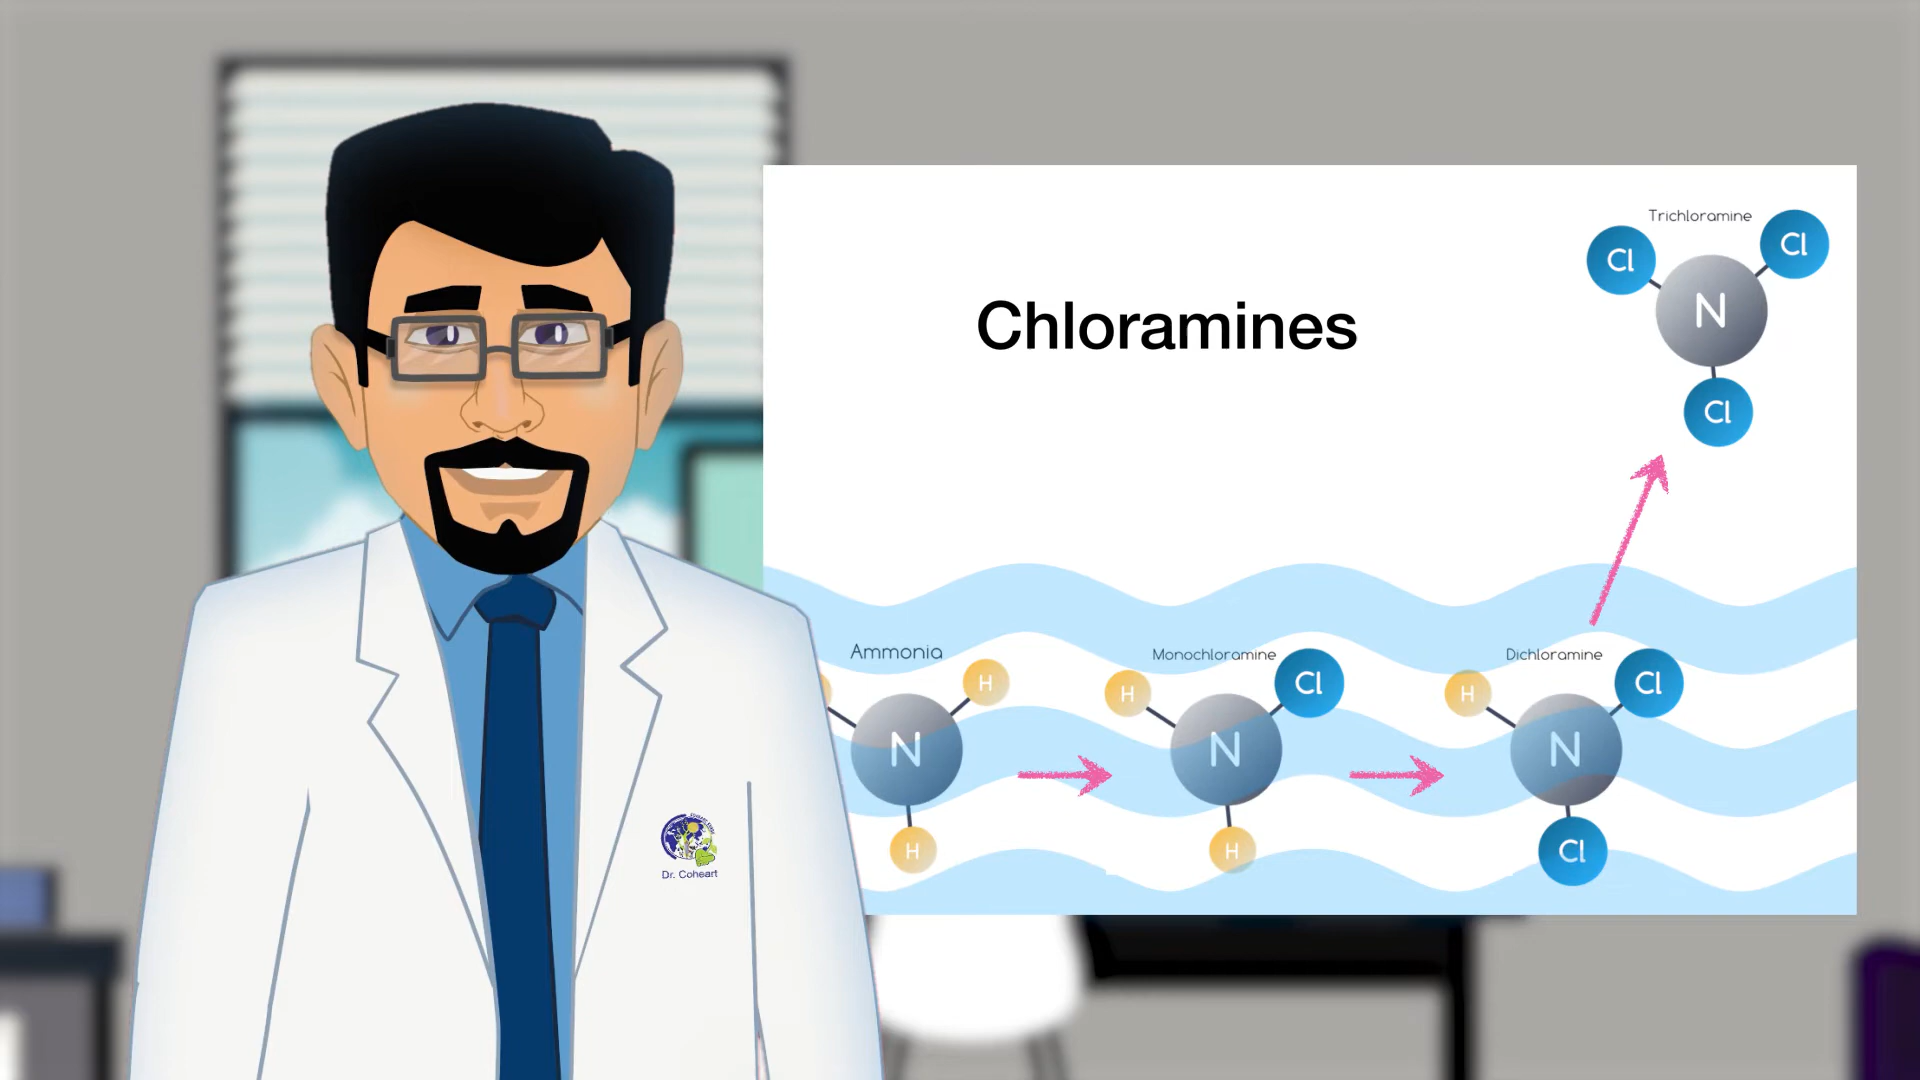 Trichloramine
Cl
Cl
N
Cl
Chloramines
Ammonia
H
N
H
Monochloramine
H
Cl
N
H
Dichloramine
H
Cl
N
Cl
Dr. Coheart